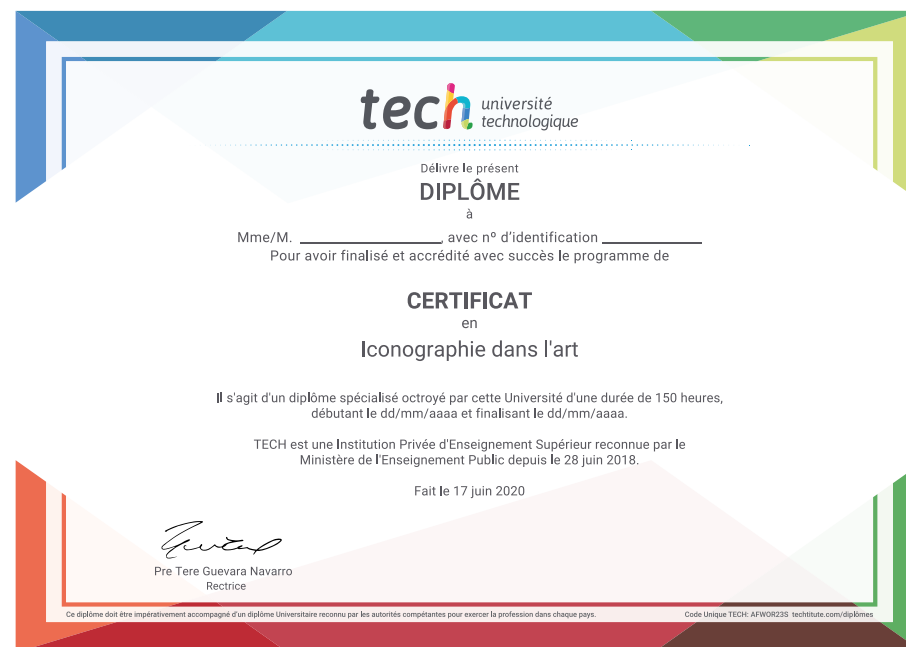 tech université
technologique
Délivre le présent
DIPLÔME
à
Mme/M. ____________________, avec nº d'identification ______________
Pour avoir finalisé et accrédité avec succès le programme de
CERTIFICAT
en
Iconographie dans l'art
Il s'agit d'un diplôme spécialisé octroyé par cette Université d'une durée de 150 heures,
débutant le dd/mm/aaaa et finalisant le dd/mm/aaaa.
TECH est une Institution Privée d'Enseignement Supérieur reconnue par le
Ministère de l'Enseignement Public depuis le 28 juin 2018.
Fait le 17 juin 2020
Pre Tere Guevara Navarro
Rectrice
Ce diplôme doit être impérativement accompagné d'un diplôme Universitaire reconnu par les autorités compétantes pour exercer la profession dans chaque pays.
Code Unique TECH: AFWOR23S techtitute.com/diplômes